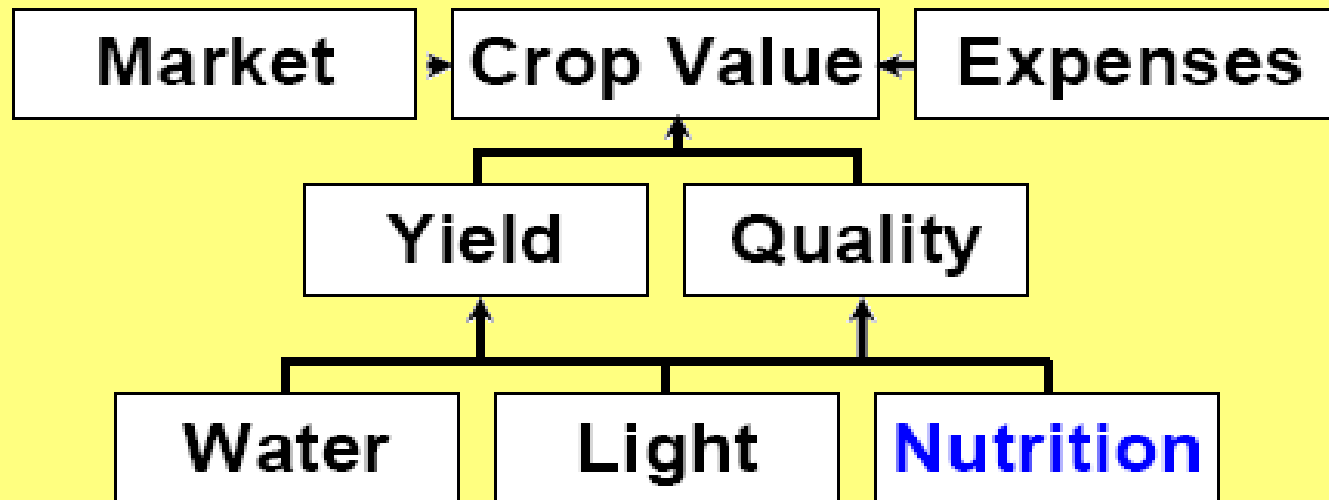 Market
Crop Value
Expenses
Yield
Quality
Water
Light
Nutrition